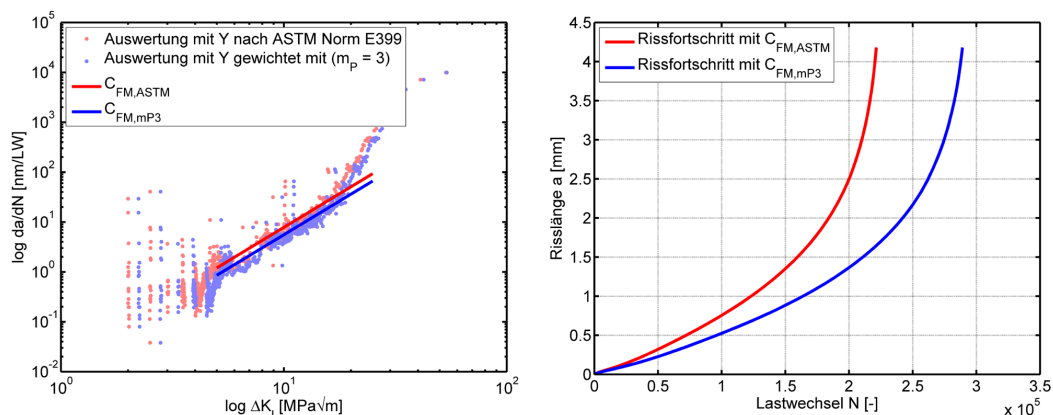 10^5
10^4
10^3
10^2
10^1
10^0
10^-1
10^-2
log da/dN [nm/LW]
Auswertung mit Y nach ASTM Norm E399
Auswertung mit Y gewichtet mit (m_P = 3)
C_FM,ASTM
C_FM,mP3
10^0
10^1
10^2
log ΔK_I [MPa√m]
4.5
4
3.5
3
2.5
2
1.5
1
0.5
0
Risslänge a [mm]
Rissfortschritt mit C_FM,ASTM
Rissfortschritt mit C_FM,mP3
0
0.5
1
1.5
2
2.5
3
3.5
x 10^5
Lastwechsel N [-]